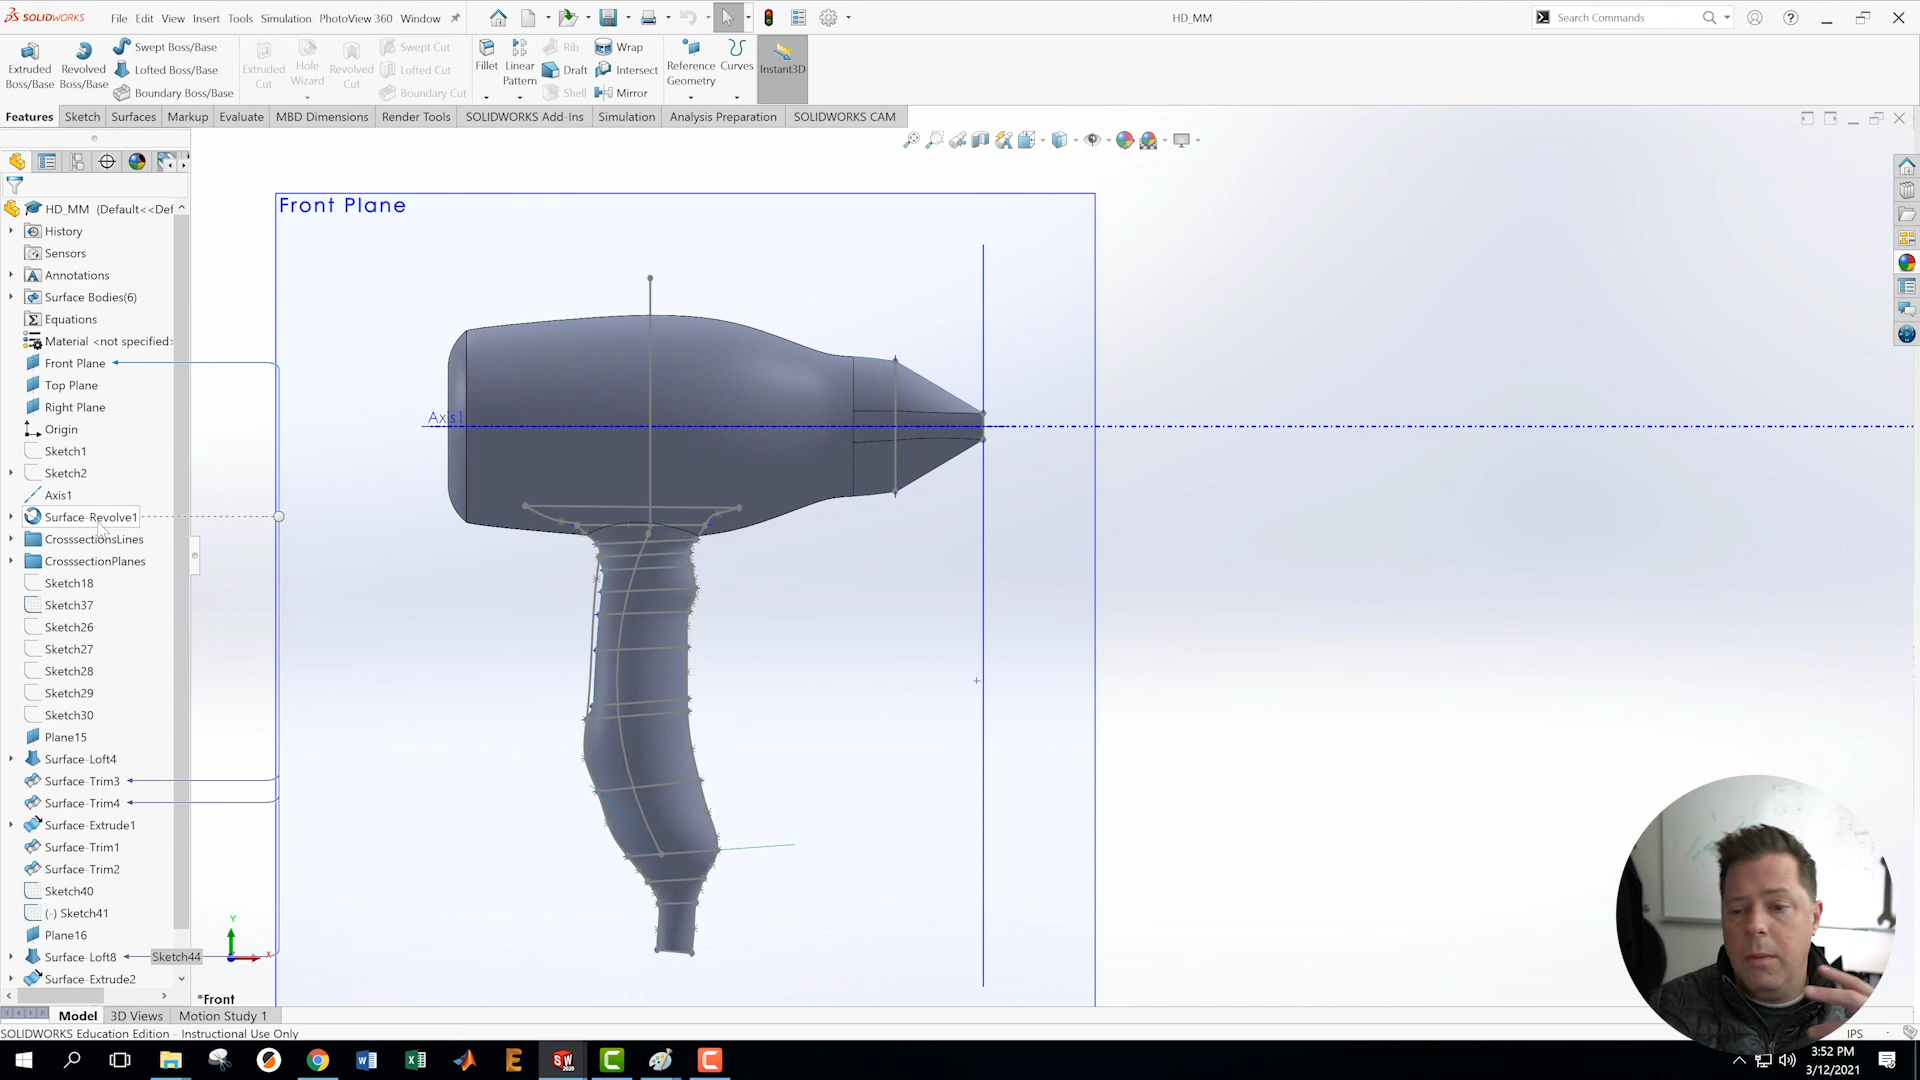 SOLIDWORKS
File Edit View Insert Tools Simulation PhotoView 360 Window
HD_MM
Search Commands
Extruded Boss/Base
Revolved Boss/Base
Swept Boss/Base
Lofted Boss/Base
Boundary Boss/Base
Extruded Cut
Hole Wizard
Revolved Cut
Swept Cut
Lofted Cut
Boundary Cut
Fillet
Linear Pattern
Rib
Draft
Shell
Wrap
Intersect
Mirror
Reference Geometry
Curves
Instant3D
Features Sketch Surfaces Markup Evaluate MBD Dimensions Render Tools SOLIDWORKS Add-Ins Simulation Analysis Preparation SOLIDWORKS CAM
HD_MM (Default<<Def
History
Sensors
Annotations
Surface Bodies(6)
Equations
Material <not specified>
Front Plane
Top Plane
Right Plane
Origin
Sketch1
Sketch2
Axis1
Surface-Revolve1
CrosssectionsLines
CrosssectionPlanes
Sketch18
Sketch37
Sketch26
Sketch27
Sketch28
Sketch29
Sketch30
Plane15
Surface-Loft4
Surface-Trim3
Surface-Trim4
Surface-Extrude1
Surface-Trim1
Surface-Trim2
Sketch40
(-) Sketch41
Plane16
Surface-Loft8
Sketch44
Surface-Extrude2
Front Plane
Axis1
Y
X
*Front
Model 3D Views Motion Study 1
SOLIDWORKS Education Edition - Instructional Use Only
IPS
3:52 PM
3/12/2021